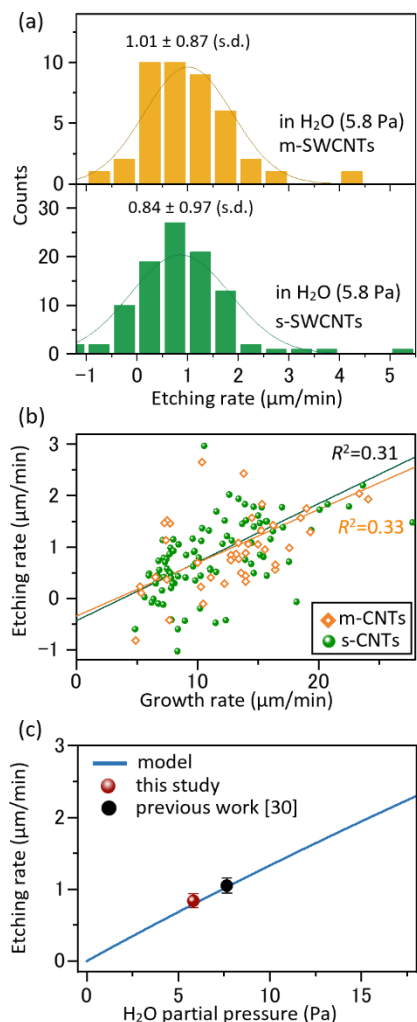 (a)
1.01 ± 0.87 (s.d.)
10
in H₂O (5.8 Pa)
m-SWCNTs
5
0
Counts
0.84 ± 0.97 (s.d.)
30
20
in H₂O (5.8 Pa)
s-SWCNTs
10
0
-1 0 1 2 3 4 5
Etching rate (μm/min)
(b)
3
R²=0.31
2
R²=0.33
1
0
m-CNTs
s-CNTs
-1
Etching rate (μm/min)
0 10 20
Growth rate (μm/min)
(c)
3
model
this study
previous work [30]
2
1
0
Etching rate (μm/min)
0 5 10 15
H2O partial pressure (Pa)